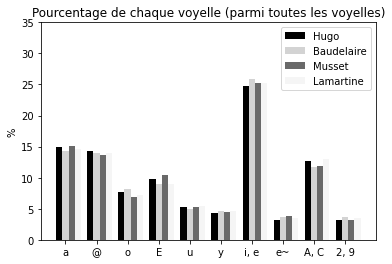 Pourcentage de chaque voyelle (parmi toutes les voyelles)
35
30
25
20
15
10
5
0
%
Hugo
Baudelaire
Musset
Lamartine
a @ o E u y i, e e~ A, C 2, 9